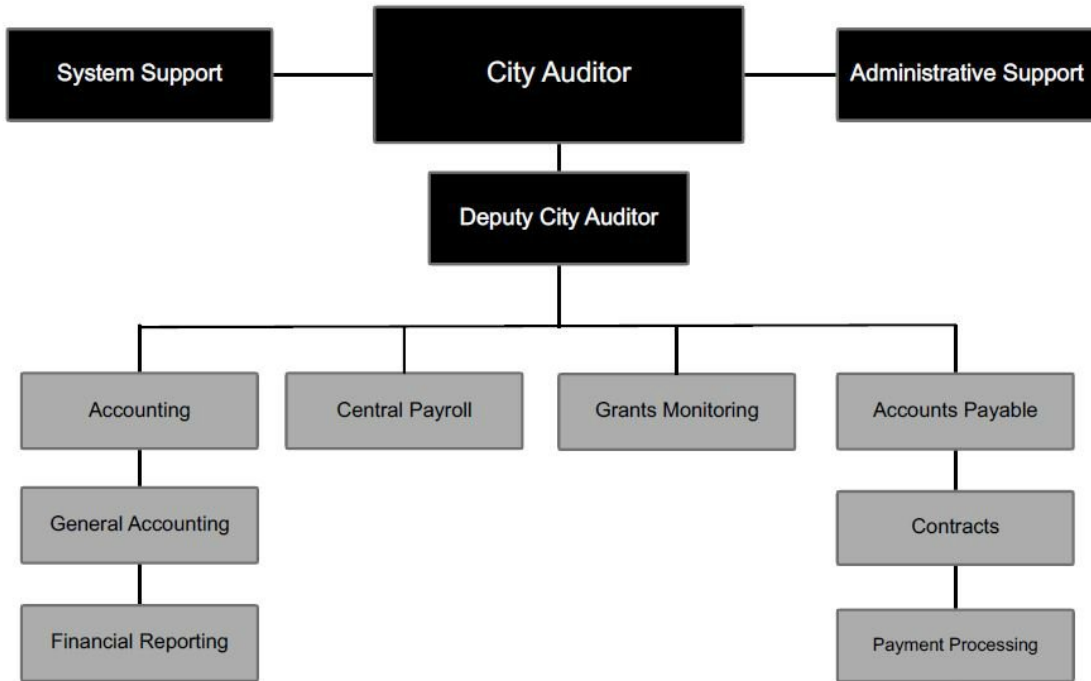 System Support
City Auditor
Administrative Support
Deputy City Auditor
Accounting
Central Payroll
Grants Monitoring
Accounts Payable
General Accounting
Contracts
Financial Reporting
Payment Processing